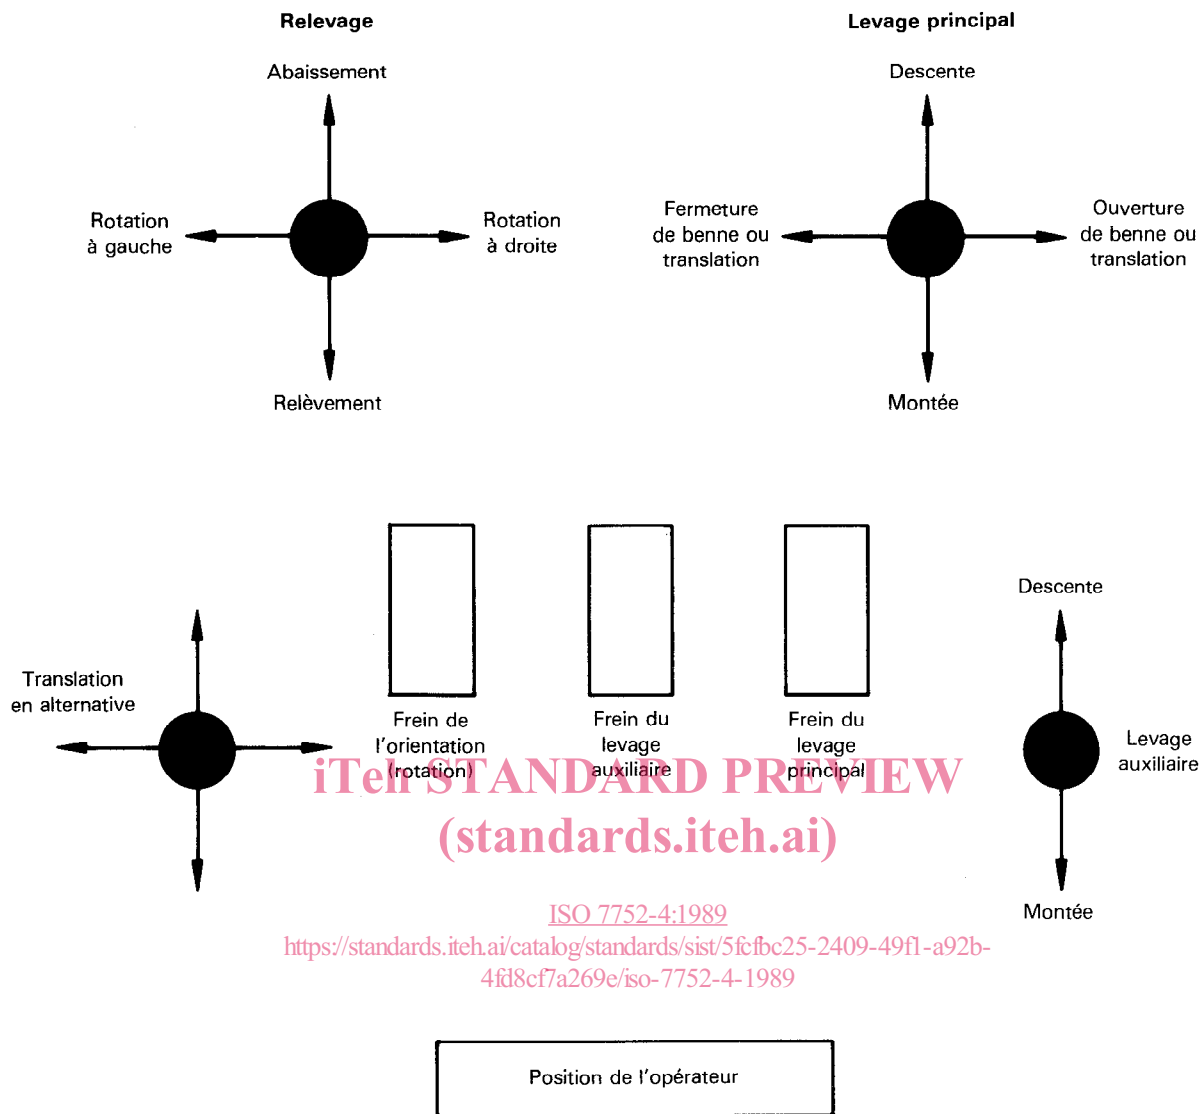 Relevage
Levage principal
Abaissement
Descente
Rotation
à gauche
Rotation
à droite
Fermeture
de benne ou
translation
Ouverture
de benne ou
translation
Relèvement
Montée
Descente
Translation
en alternative
Frein de
l'orientation
(rotation)
Frein du
levage
auxiliaire
Frein du
levage
principal
Levage
auxiliaire
iTeh STANDARD PREVIEW
(standards.iteh.ai)
Montée
ISO 7752-4:1989
https://standards.iteh.ai/catalog/standards/sist/5fcfbc25-2409-49f1-a92b-
4fd8cf7a269e/iso-7752-4-1989
Position de l'opérateur